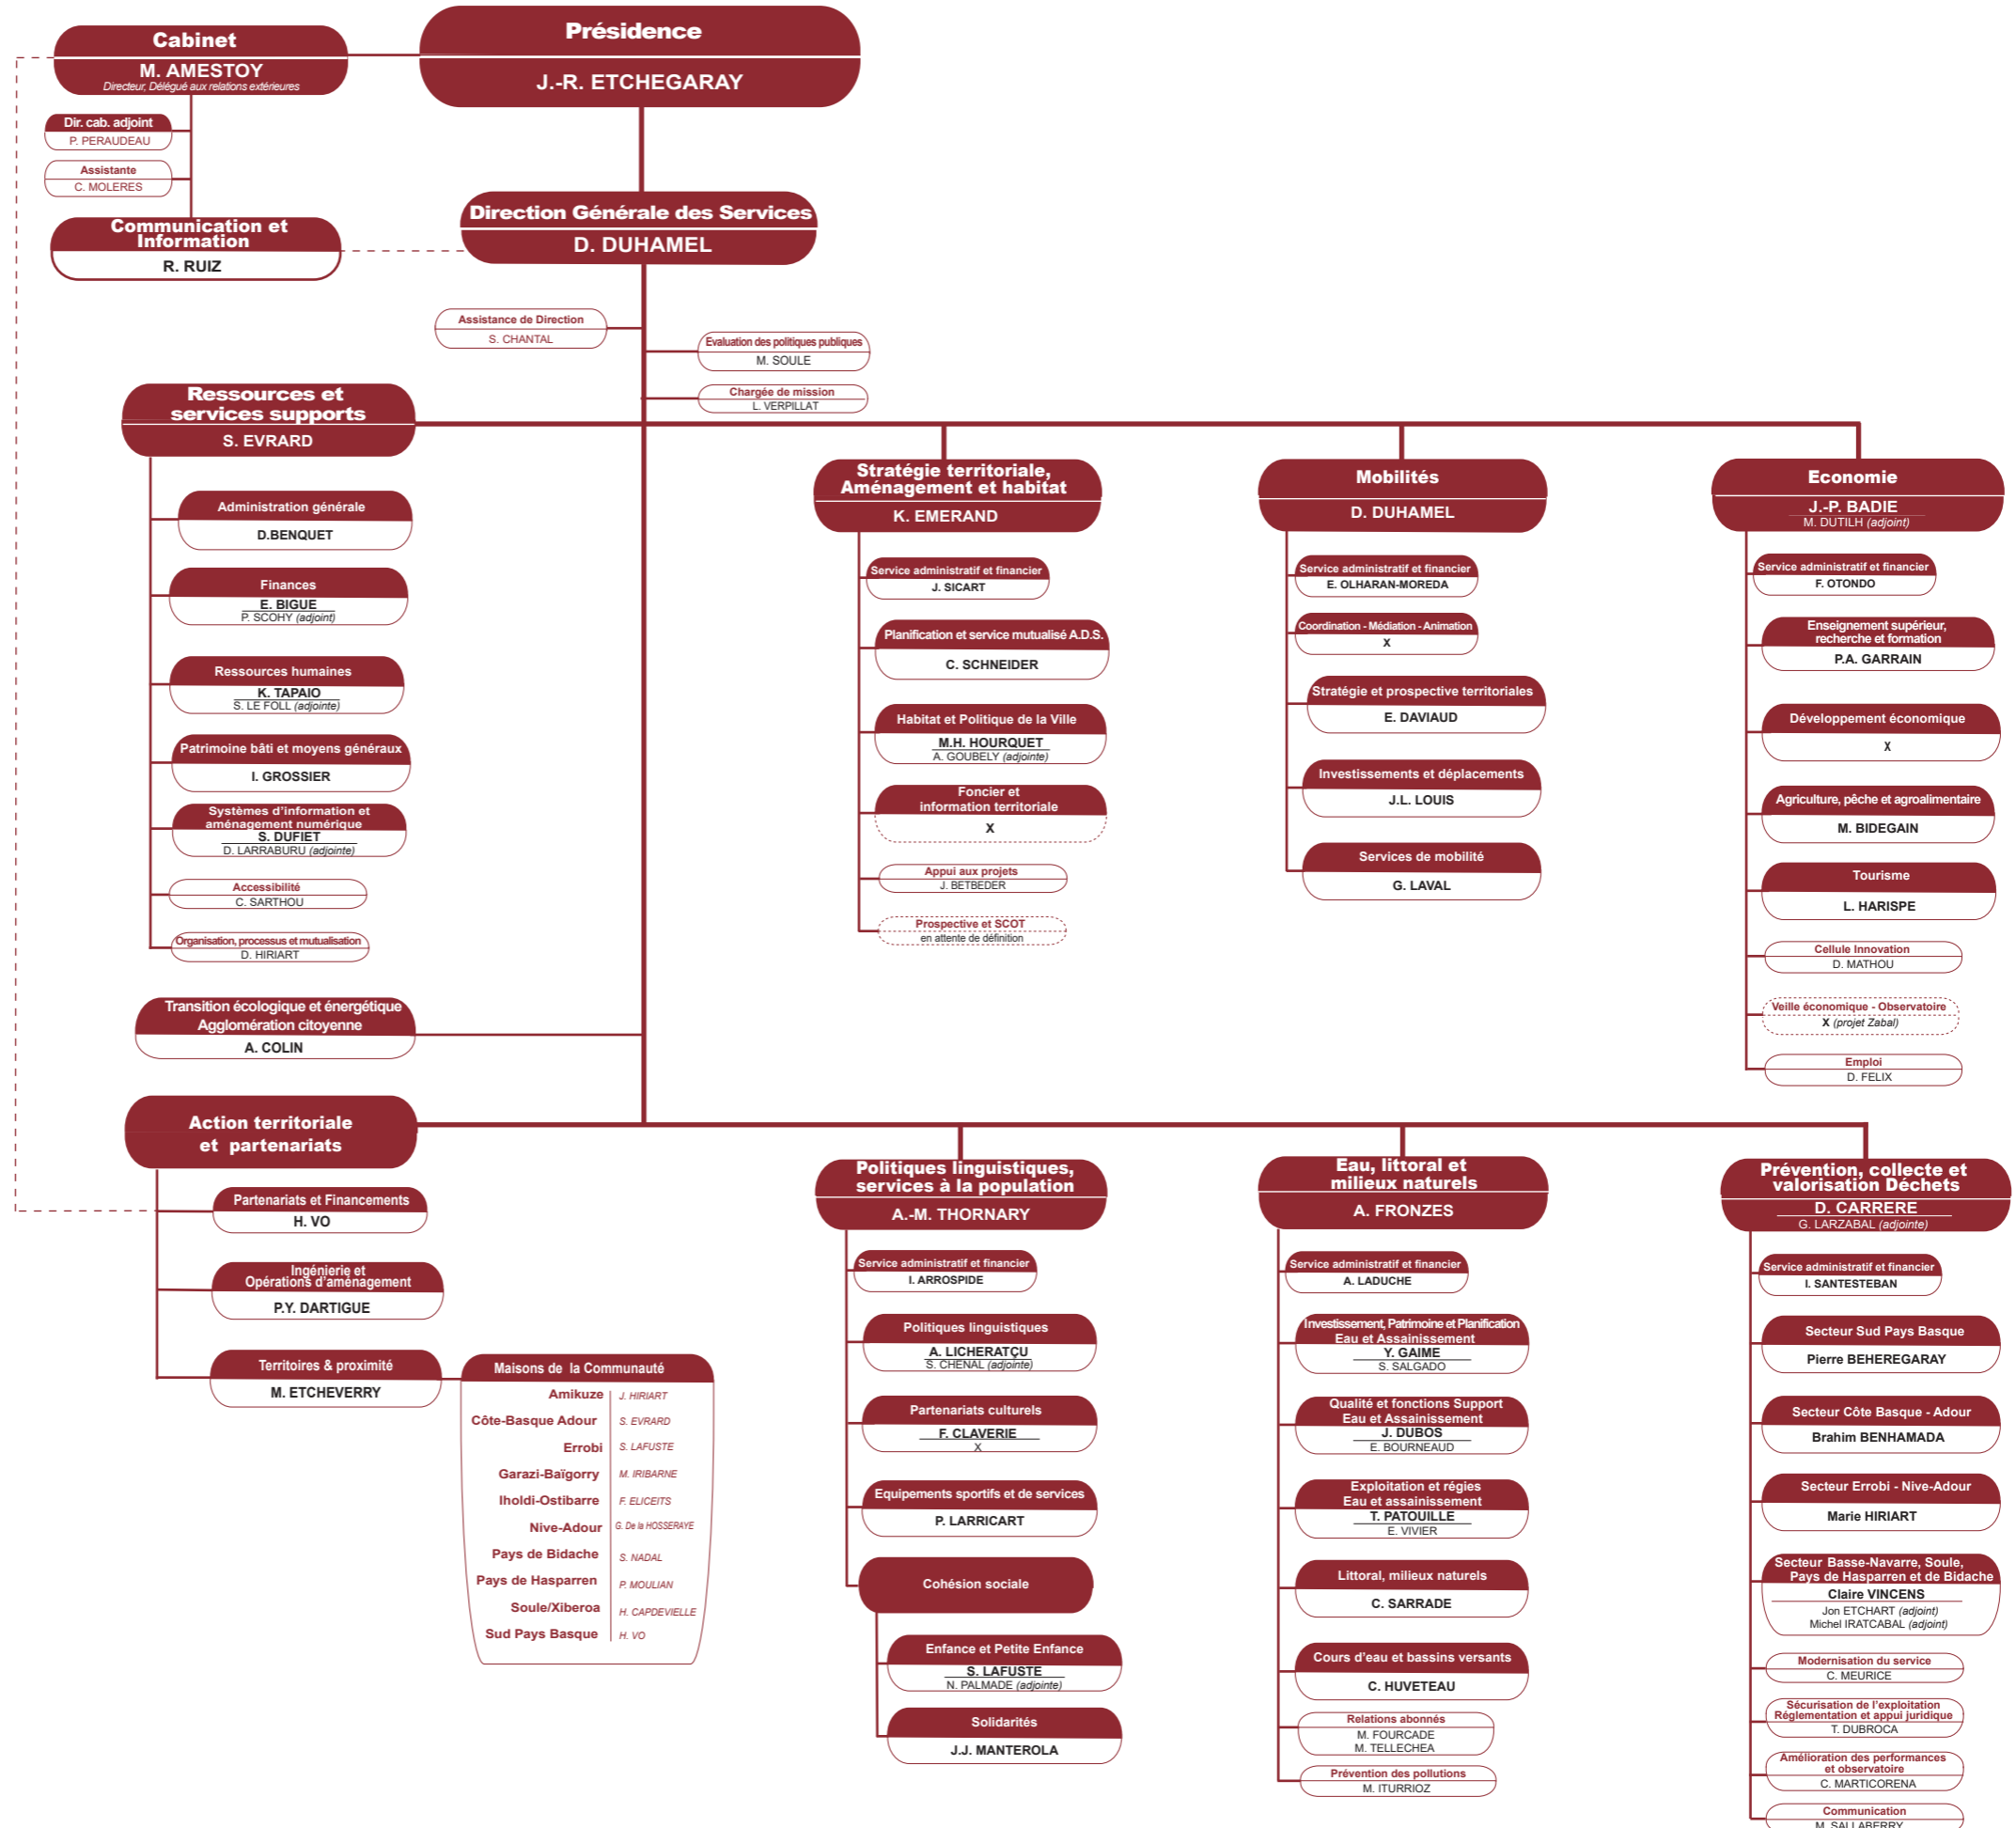 Cabinet
M. AMESTOY
Directeur, Délégué aux relations extérieures
Présidence
J.-R. ETCHEGARAY
Dir. cab. adjoint
P. PERAUDEAU
Assistante
C. MOLERES
Communication et
Information
R. RUIZ
Direction Générale des Services
D. DUHAMEL
Assistance de Direction
S. CHANTAL
Evaluation des politiques publiques
M. SOULE
Chargée de mission
L. VERPILLAT
Ressources et
services supports
S. EVRARD
Administration générale
D.BENQUET
Finances
E. BIGUE
P. SCOHY (adjoint)
Ressources humaines
K. TAPAIO
S. LE FOLL (adjointe)
Patrimoine bâti et moyens généraux
I. GROSSIER
Systèmes d'information et
aménagement numérique
S. DUFIET
D. LARRABURU (adjointe)
Accessibilité
C. SARTHOU
Organisation, processus et mutualisation
D. HIRIART
Stratégie territoriale,
Aménagement et habitat
K. EMERAND
Service administratif et financier
J. SICART
Planification et service mutualisé A.D.S.
C. SCHNEIDER
Habitat et Politique de la Ville
M.H. HOURQUET
A. GOUBELY (adjointe)
Foncier et
information territoriale
X
Appui aux projets
J. BETBEDER
Prospective et SCOT
en attente de définition
Mobilités
D. DUHAMEL
Service administratif et financier
E. OLHARAN-MOREDA
Coordination - Médiation - Animation
X
Stratégie et prospective territoriales
E. DAVIAUD
Investissements et déplacements
J.L. LOUIS
Services de mobilité
G. LAVAL
Economie
J.-P. BADIE
M. DUTILH (adjoint)
Service administratif et financier
F. OTONDO
Enseignement supérieur,
recherche et formation
P.A. GARRAIN
Développement économique
X
Agriculture, pêche et agroalimentaire
M. BIDEGAIN
Tourisme
L. HARISPE
Cellule Innovation
D. MATHOU
Veille économique - Observatoire
X (projet Zabal)
Emploi
D. FELIX
Transition écologique et énergétique
Agglomération citoyenne
A. COLIN
Action territoriale
et partenariats
Partenariats et Financements
H. VO
Ingénierie et
Opérations d'aménagement
P.Y. DARTIGUE
Territoires & proximité
M. ETCHEVERRY
Maisons de la Communauté
Amikuze J. HIRIART
Côte-Basque Adour S. EVRARD
Errobi S. LAFUSTE
Garazi-Baïgorry M. IRIBARNE
Iholdi-Ostibarre F. ELICEITS
Nive-Adour G. De la HOSSERAYE
Pays de Bidache S. NADAL
Pays de Hasparren P. MOULIAN
Soule/Xiberoa H. CAPDEVIELLE
Sud Pays Basque H. VO
Politiques linguistiques,
services à la population
A.-M. THORNARY
Service administratif et financier
I. ARROSPIDE
Politiques linguistiques
A. LICHERATÇU
S. CHENAL (adjointe)
Partenariats culturels
F. CLAVERIE
X
Equipements sportifs et de services
P. LARRICART
Cohésion sociale
Enfance et Petite Enfance
S. LAFUSTE
N. PALMADE (adjointe)
Solidarités
J.J. MANTEROLA
Eau, littoral et
milieux naturels
A. FRONZES
Service administratif et financier
A. LADUCHE
Investissement, Patrimoine et Planification
Eau et Assainissement
Y. GAIME
S. SALGADO
Qualité et fonctions Support
Eau et Assainissement
J. DUBOS
E. BOURNEAUD
Exploitation et régies
Eau et assainissement
T. PATOUILLE
E. VIVIER
Littoral, milieux naturels
C. SARRADE
Cours d'eau et bassins versants
C. HUVETEAU
Relations abonnés
M. FOURCADE
M. TELLECHEA
Prévention des pollutions
M. ITURRIOZ
Prévention, collecte et
valorisation Déchets
D. CARRERE
G. LARZABAL (adjointe)
Service administratif et financier
I. SANTESTEBAN
Secteur Sud Pays Basque
Pierre BEHEREGARAY
Secteur Côte Basque - Adour
Brahim BENHAMADA
Secteur Errobi - Nive-Adour
Marie HIRIART
Secteur Basse-Navarre, Soule,
Pays de Hasparren et de Bidache
Claire VINCENS
Jon ETCHART (adjoint)
Michel IRATCABAL (adjoint)
Modernisation du service
C. MEURICE
Sécurisation de l'exploitation
Réglementation et appui juridique
T. DUBROCA
Amélioration des performances
et observatoire
C. MARTICORENA
Communication
M. SALLABERRY